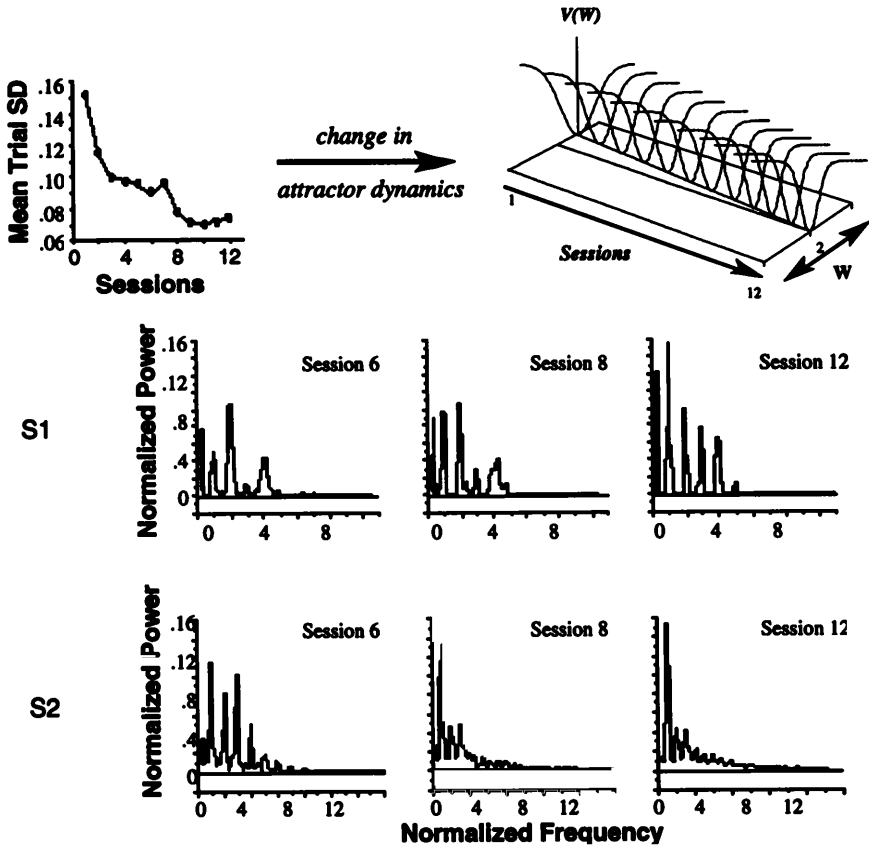 V(W)
.16
.14
.12
.10
.08
.06
Mean Trial SD
0 4 8 12
Sessions
change in
attractor dynamics
1
Sessions
12
2
W
S1
Normalized Power
.16
.12
.8
.4
0
Session 6
0 4 8
Session 8
0 4 8
Session 12
0 4 8
S2
Normalized Power
.16
.12
.8
.4
0
Session 6
0 4 8 12
Session 8
0 4 8 12
Session 12
0 4 8 12
Normalized Frequency